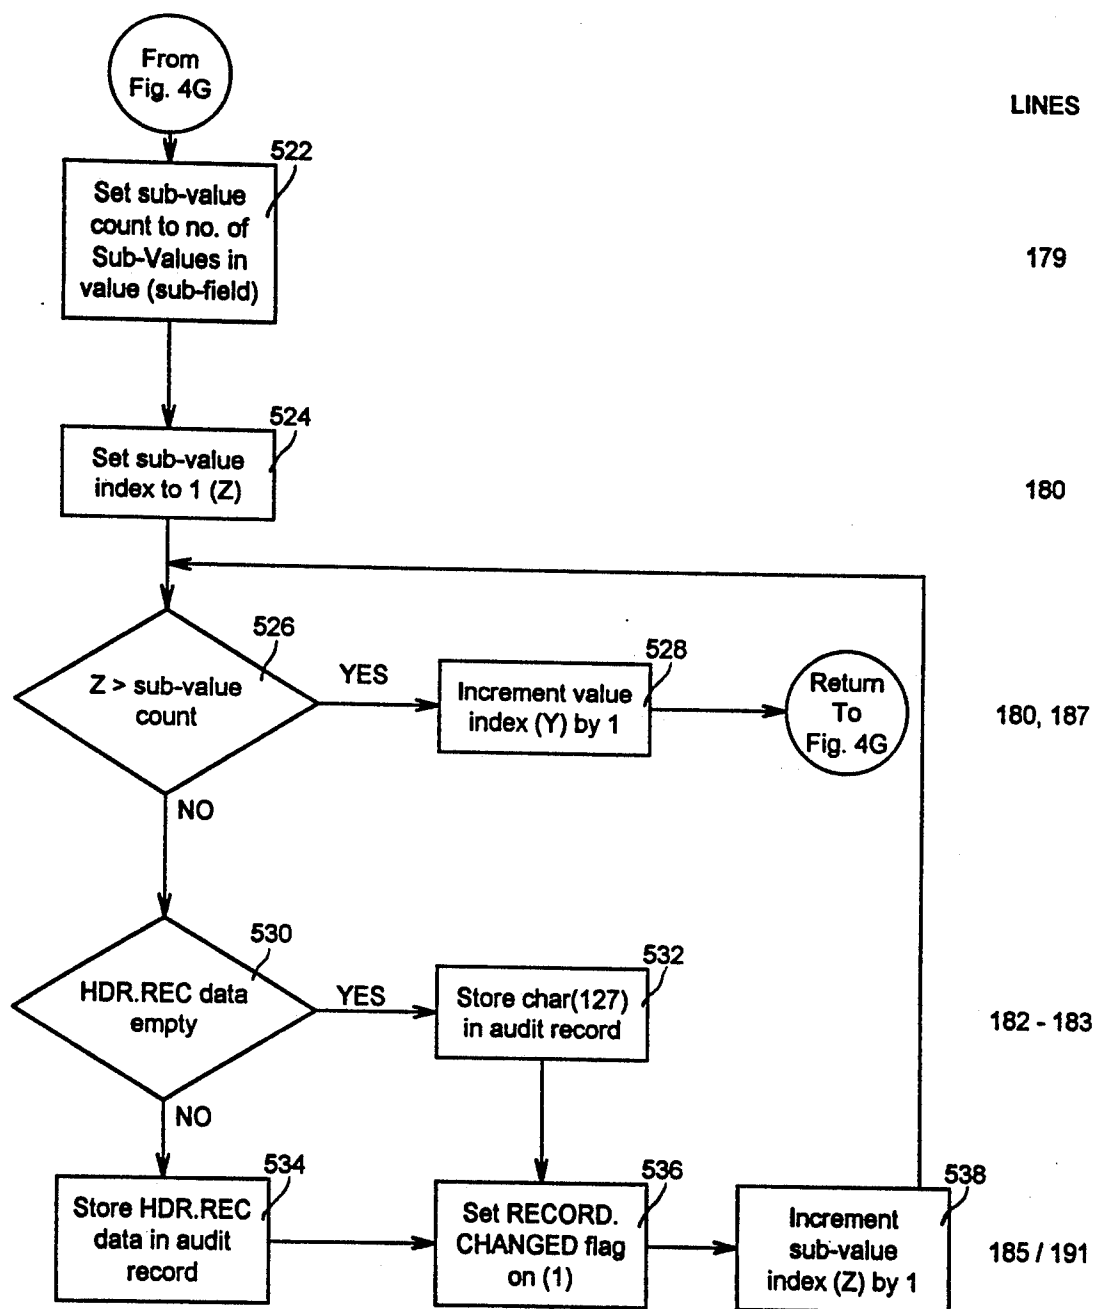 From
Fig. 4G
LINES
522
Set sub-value
count to no. of
Sub-Values in
value (sub-field)
179
524
Set sub-value
index to 1 (Z)
180
526
Z > sub-value
count
YES
528
Increment value
index (Y) by 1
Return
To
Fig. 4G
180, 187
NO
530
HDR.REC data
empty
YES
532
Store char(127)
in audit record
182 - 183
NO
534
Store HDR.REC
data in audit
record
536
Set RECORD.
CHANGED flag
on (1)
538
Increment
sub-value
index (Z) by 1
185 / 191